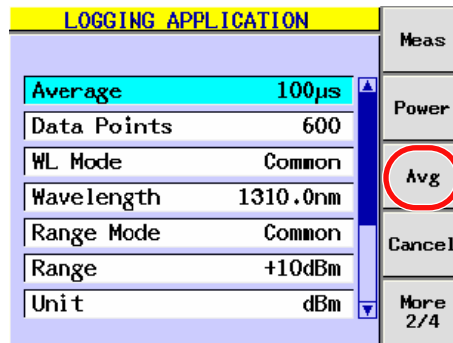 LOGGING APPLICATION
Average 100µs
Data Points 600
WL Mode Common
Wavelength 1310.0nm
Range Mode Common
Range +10dBm
Unit dBm
Meas
Power
Avg
Cancel
More
2/4